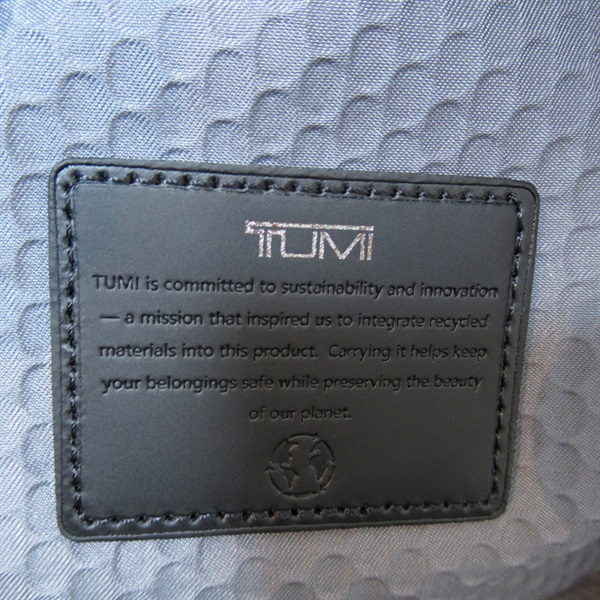 TUMI
TUMI is committed to sustainability and innovation
— a mission that inspired us to integrate recycled
materials into this product. Carrying it helps keep
your belongings safe while preserving the beauty
of our planet.